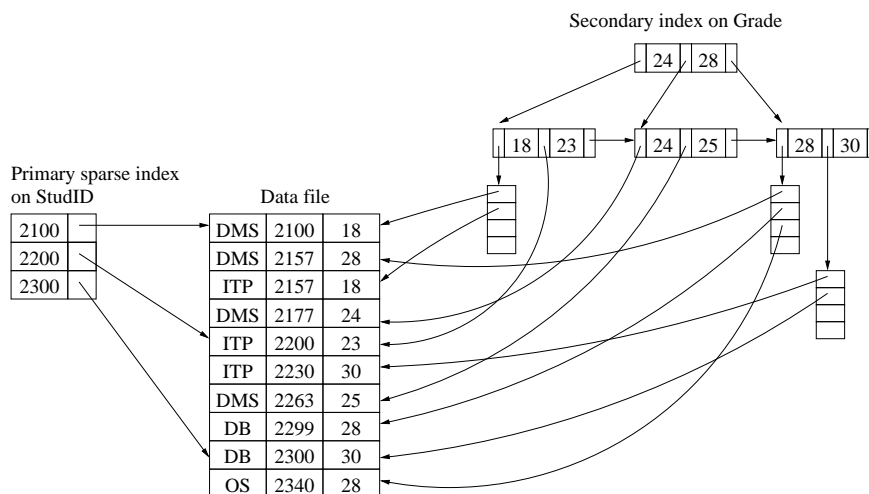 Secondary index on Grade
24 28
18 23 24 25 28 30
Primary sparse index
on StudID
Data file
2100
2200
2300
DMS 2100 18
DMS 2157 28
ITP 2157 18
DMS 2177 24
ITP 2200 23
ITP 2230 30
DMS 2263 25
DB 2299 28
DB 2300 30
OS 2340 28